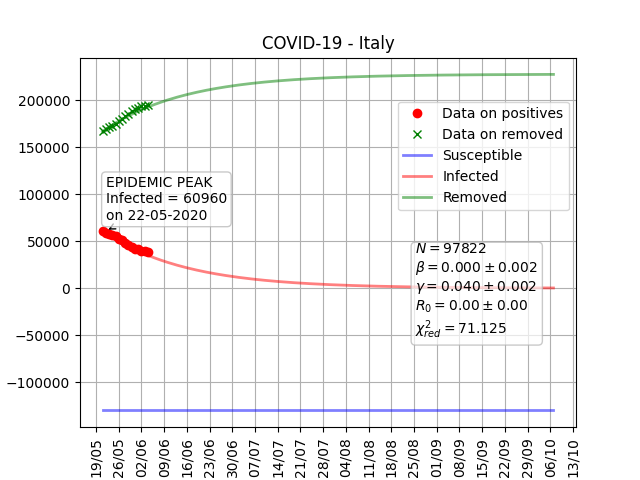 COVID-19 - Italy
200000
150000
100000
50000
0
−50000
−100000
Data on positives
Data on removed
Susceptible
Infected
Removed
EPIDEMIC PEAK
Infected = 60960
on 22-05-2020
N = 97822
β = 0.000 ± 0.002
γ = 0.040 ± 0.002
R₀ = 0.00 ± 0.00
χ²red = 71.125
19/05
26/05
02/06
09/06
16/06
23/06
30/06
07/07
14/07
21/07
28/07
04/08
11/08
18/08
25/08
01/09
08/09
15/09
22/09
29/09
06/10
13/10